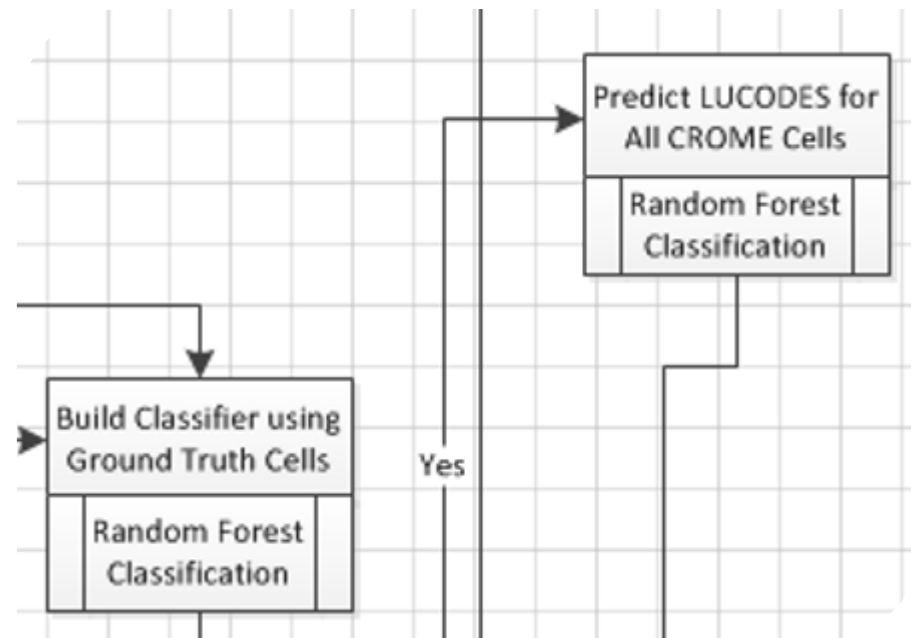 Predict LUCODES for
All CROME Cells
Random Forest
Classification
Build Classifier using
Ground Truth Cells
Yes
Random Forest
Classification